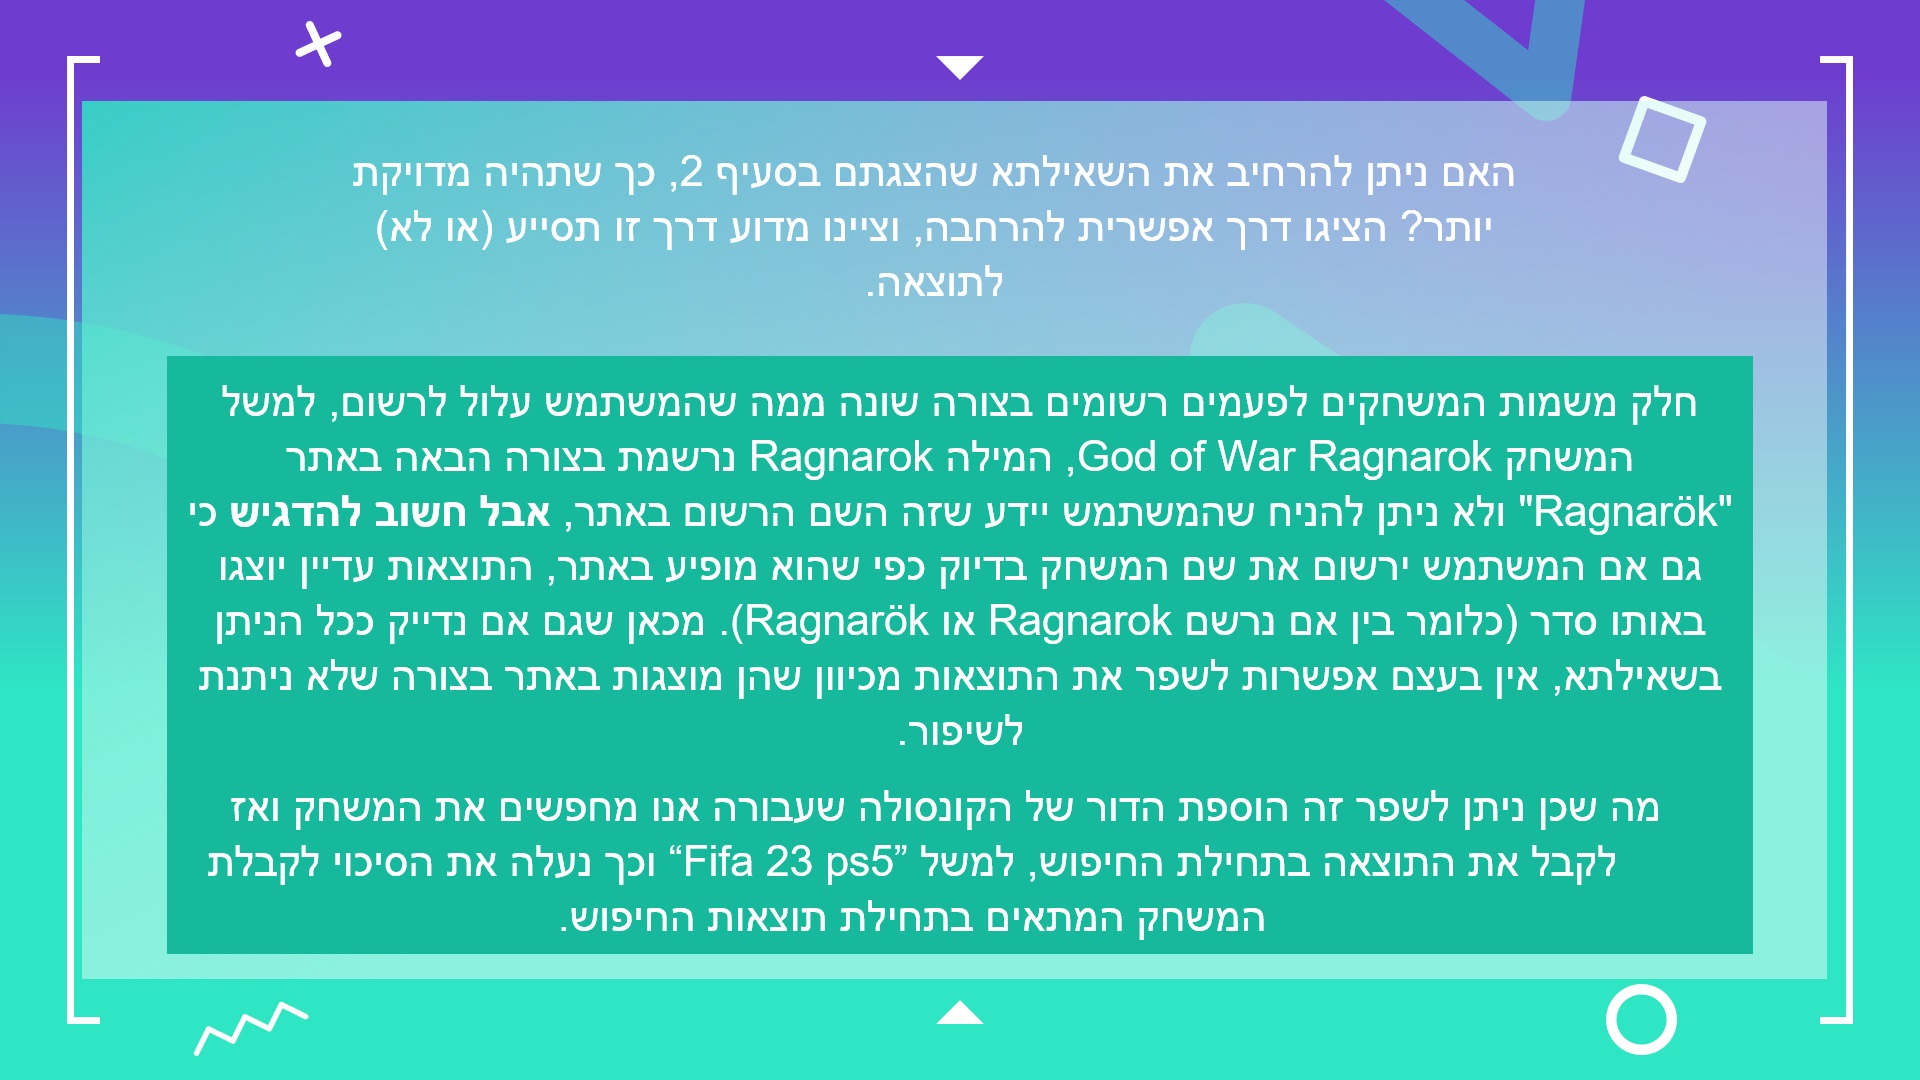 האם ניתן להרחיב את השאילתא שהצגתם בסעיף 2, כך שתהיה מדויקת
יותר? הציגו דרך אפשרית להרחבה, וציינו מדוע דרך זו תסייע (או לא)
לתוצאה.
חלק משמות המשחקים לפעמים רשומים בצורה שונה ממה שהמשתמש עלול לרשום, למשל
המשחק God of War Ragnarok, המילה Ragnarok נרשמת בצורה הבאה באתר
"Ragnarök" ולא ניתן להניח שהמשתמש יידע שזה השם הרשום באתר, אבל חשוב להדגיש כי
גם אם המשתמש ירשום את שם המשחק בדיוק כפי שהוא מופיע באתר, התוצאות עדיין יוצגו
באותו סדר (כלומר בין אם נרשם Ragnarok או Ragnarök). מכאן שגם אם נדייק ככל הניתן
בשאילתא, אין בעצם אפשרות לשפר את התוצאות מכיוון שהן מוצגות באתר בצורה שלא ניתנת
לשיפור.
מה שכן ניתן לשפר זה הוספת הדור של הקונסולה שעבורה אנו מחפשים את המשחק ואז
לקבל את התוצאה בתחילת החיפוש, למשל “Fifa 23 ps5” וכך נעלה את הסיכוי לקבלת
המשחק המתאים בתחילת תוצאות החיפוש.